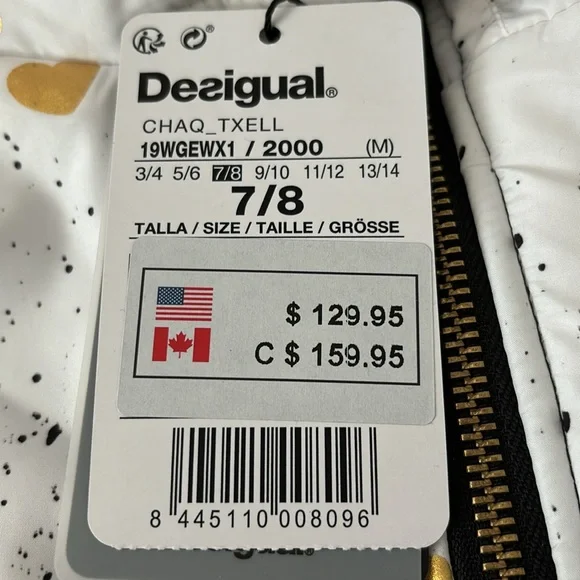 Desigual®
CHAQ_TXELL
19WGEWX1 / 2000 (M)
3/4 5/6 7/8 9/10 11/12 13/14
7/8
TALLA / SIZE / TAILLE / GRÖSSE
$ 129.95
C $ 159.95
8 445110 008096